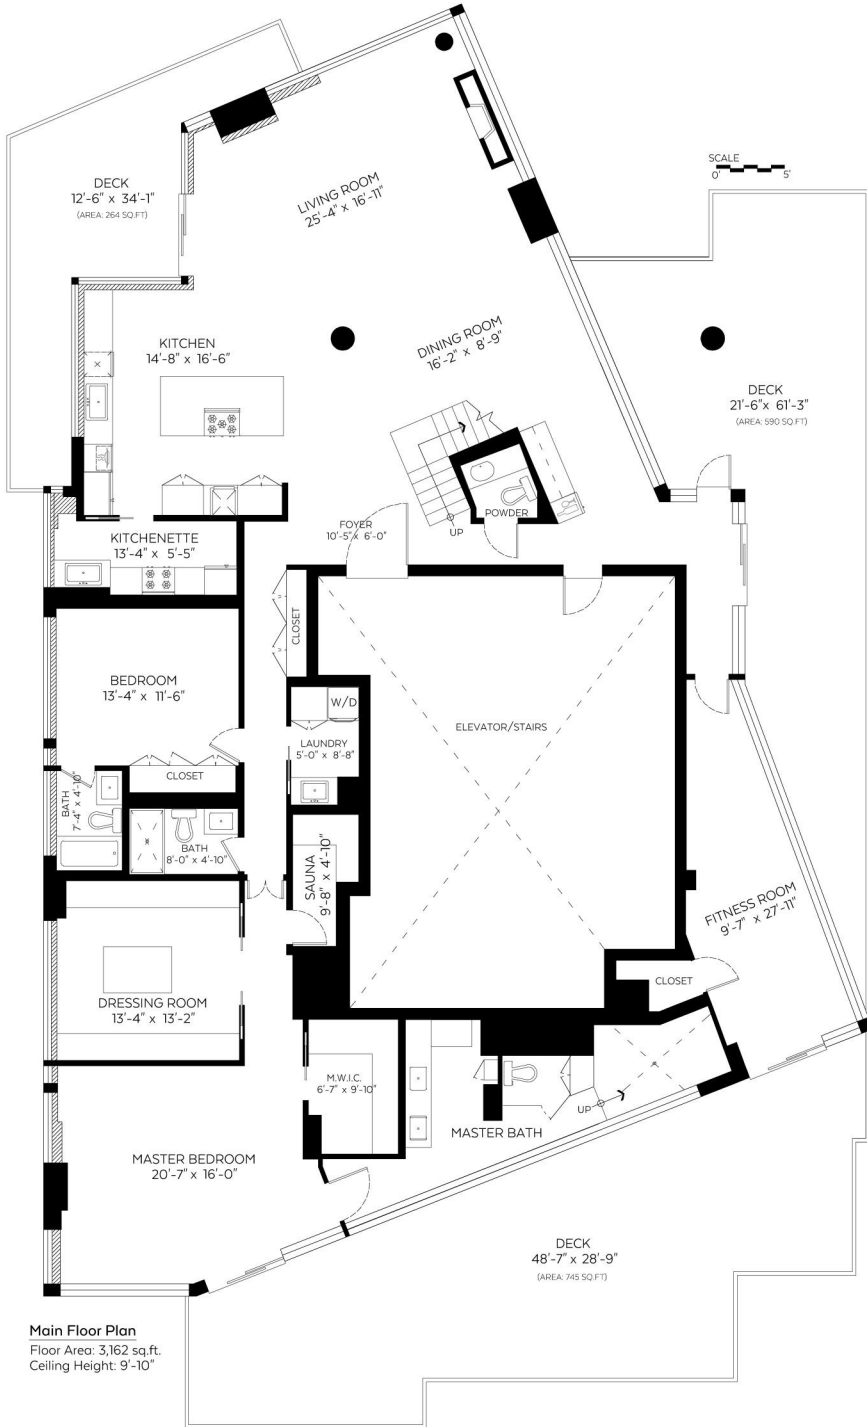 SCALE
0' 5'
DECK
12'-6" x 34'-1"
(AREA: 264 SQ.FT)
LIVING ROOM
25'-4" x 16'-11"
KITCHEN
14'-8" x 16'-6"
DINING ROOM
16'-2" x 8'-9"
DECK
21'-6" x 61'-3"
(AREA: 590 SQ.FT)
POWDER
UP
FOYER
10'-5" x 6'-0"
KITCHENETTE
13'-4" x 5'-5"
CLOSET
BEDROOM
13'-4" x 11'-6"
W/D
ELEVATOR/STAIRS
LAUNDRY
5'-0" x 8'-8"
CLOSET
BATH
7'-4" x 4'-10"
BATH
8'-0" x 4'-10"
SAUNA
9'-8" x 4'-10"
FITNESS ROOM
9'-7" x 27'-11"
CLOSET
DRESSING ROOM
13'-4" x 13'-2"
M.W.I.C.
6'-7" x 9'-10"
UP
MASTER BATH
MASTER BEDROOM
20'-7" x 16'-0"
DECK
48'-7" x 28'-9"
(AREA: 745 SQ.FT)
Main Floor Plan
Floor Area: 3,162 sq.ft.
Ceiling Height: 9'-10"